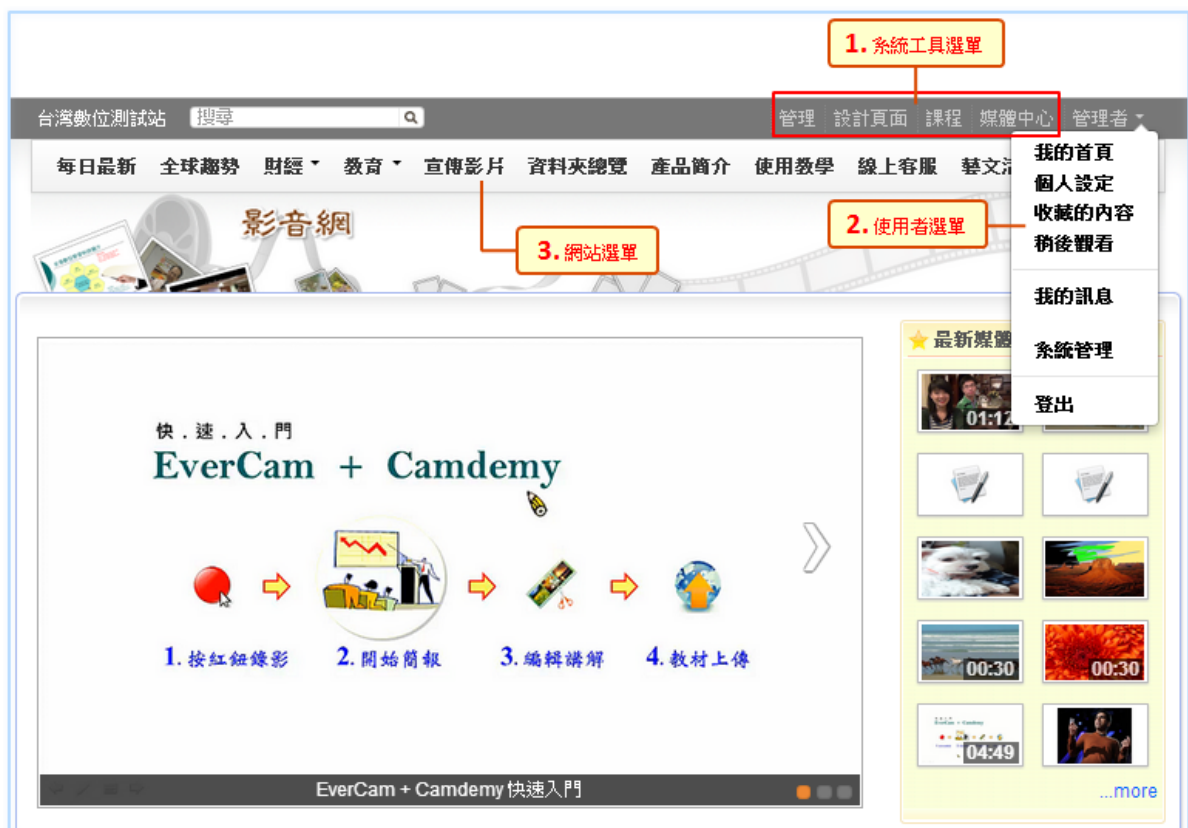 1. 系統工具選單
台灣數位測試站 搜尋 管理 設計頁面 課程 媒體中心 管理者
每日最新 全球趨勢 財經 教育 宣傳影片 資料夾總覽 產品簡介 使用教學 線上客服 藝文活
我的首頁
個人設定
收藏的內容
稍後觀看
我的訊息
系統管理
登出
2. 使用者選單
影音網
3. 網站選單
最新媒體
快.速.入.門
EverCam + Camdemy
1. 按紅鈕錄影 2. 開始簡報 3. 編輯講解 4. 教材上傳
EverCam + Camdemy 快速入門
01:12
00:30 00:30
04:49
...more